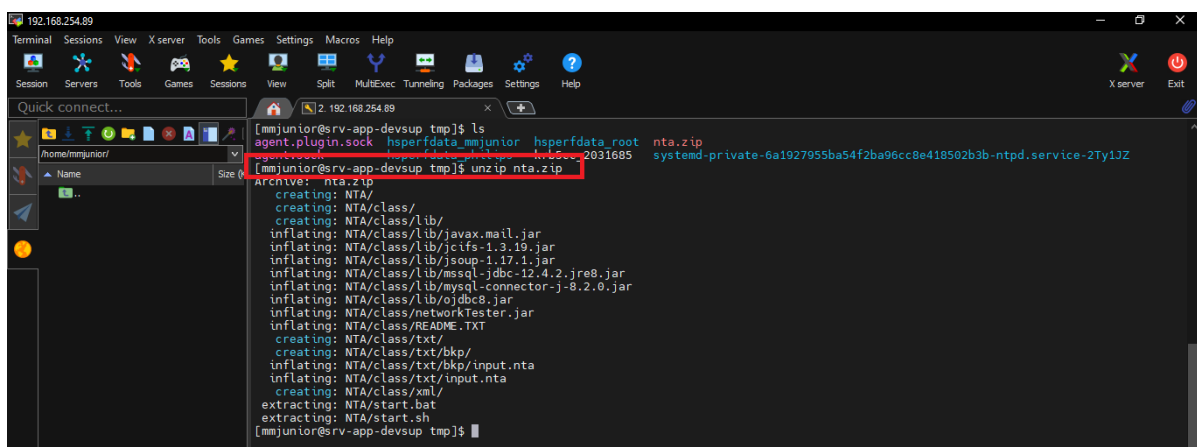 192.168.254.89
Terminal Sessions View X server Tools Games Settings Macros Help
Session Servers Tools Games Sessions View Split MultiExec Tunneling Packages Settings Help X server Exit
Quick connect...
2. 192.168.254.89
/home/mmjunior/
Name Size (
..
[mmjunior@srv-app-devsup tmp]$ ls
agent.plugin.sock hsperfdata_mmjunior hsperfdata_root nta.zip
agent.sock hsperfdata_philips krb5cc_2031685 systemd-private-6a1927955ba54f2ba96cc8e418502b3b-ntpd.service-2Ty1JZ
[mmjunior@srv-app-devsup tmp]$ unzip nta.zip
Archive: nta.zip
creating: NTA/
creating: NTA/class/
creating: NTA/class/lib/
inflating: NTA/class/lib/javax.mail.jar
inflating: NTA/class/lib/jcifs-1.3.19.jar
inflating: NTA/class/lib/jsoup-1.17.1.jar
inflating: NTA/class/lib/mssql-jdbc-12.4.2.jre8.jar
inflating: NTA/class/lib/mysql-connector-j-8.2.0.jar
inflating: NTA/class/lib/ojdbc8.jar
inflating: NTA/class/networkTester.jar
inflating: NTA/class/README.TXT
creating: NTA/class/txt/
creating: NTA/class/txt/bkp/
inflating: NTA/class/txt/bkp/input.nta
inflating: NTA/class/txt/input.nta
creating: NTA/class/xml/
extracting: NTA/start.bat
extracting: NTA/start.sh
[mmjunior@srv-app-devsup tmp]$